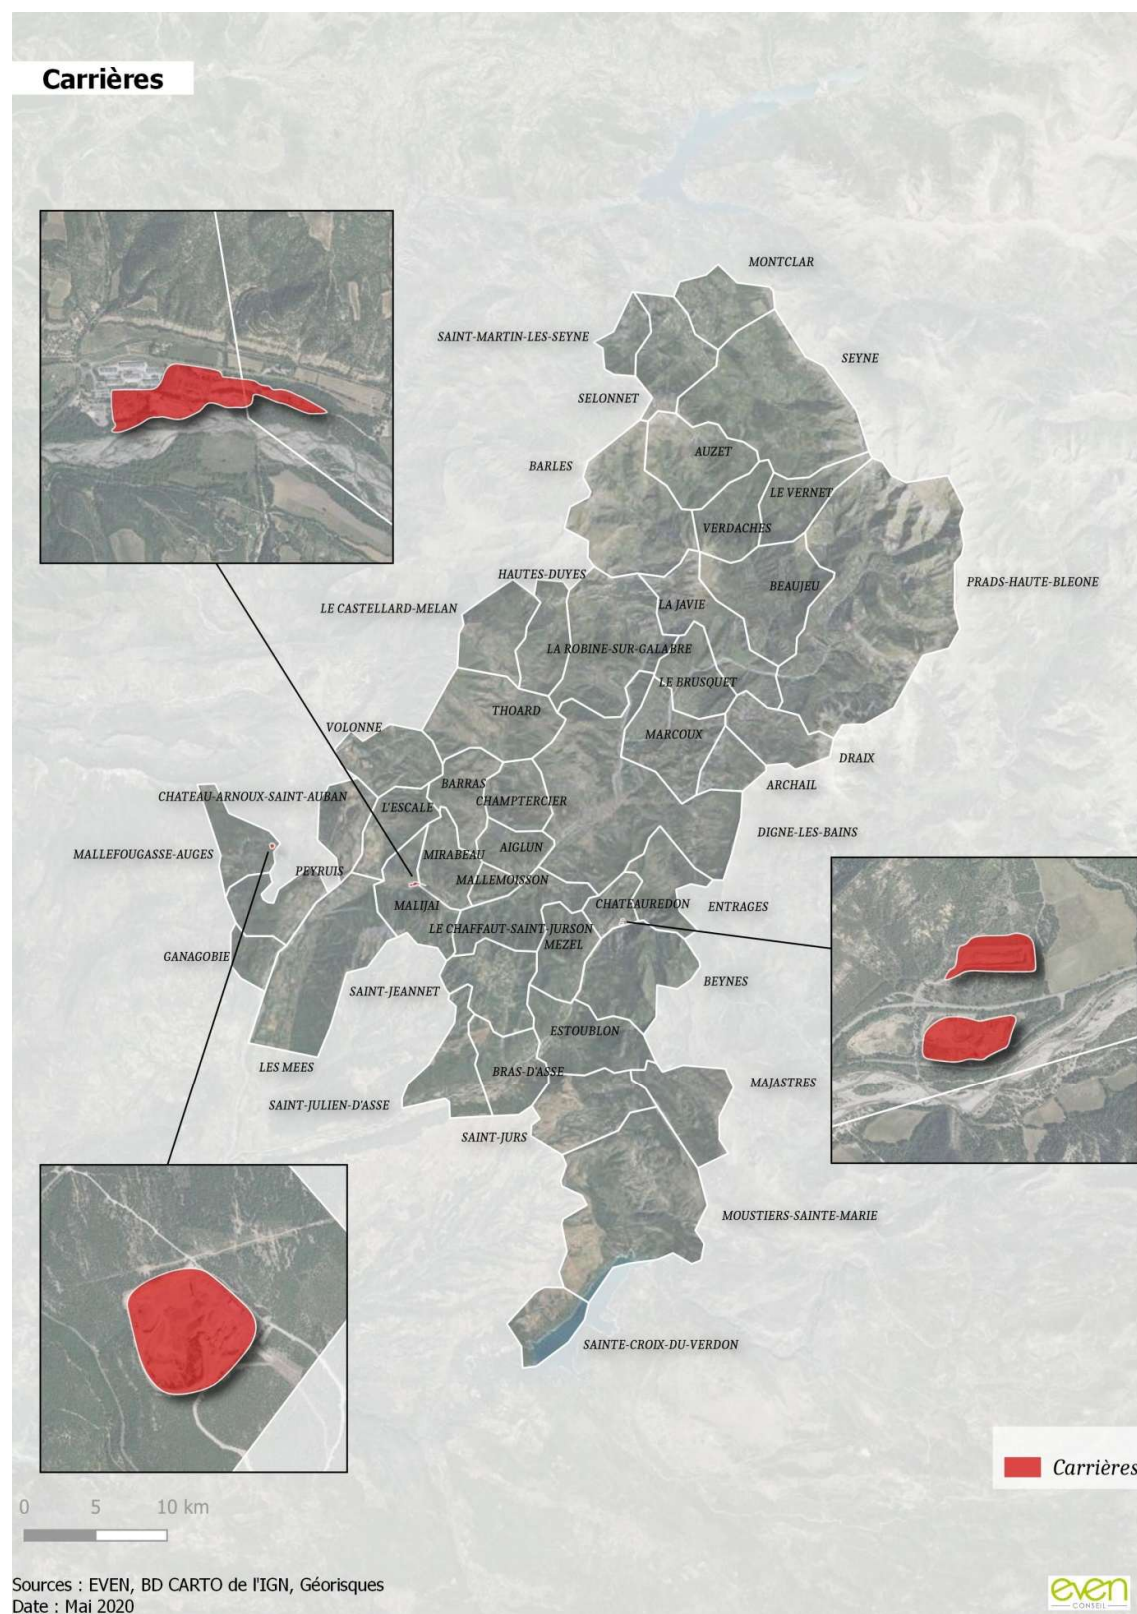 Carrières
MONTCLAR
SAINT-MARTIN-LES-SEYNE
SEYNE
SELONNET
AUZET
BARLES
LE VERNET
VERDACHES
HAUTES-DUYES
BEAUJEU
PRADS-HAUTE-BLEONE
LE CASTELLARD-MELAN
LA JAVIE
LA ROBINE-SUR-GALABRE
LE BRUSQUET
THOARD
VOLONNE
MARCOUX
DRAIX
BARRAS
ARCHAIL
CHATEAU-ARNOUX-SAINT-AUBAN
L'ESCALE
CHAMPTERCIER
DIGNE-LES-BAINS
MALLEFOUGASSE-AUGES
MIRABEAU
AIGLUN
PEYRUIS
MALLEMOISSON
MALIJAI
CHATEAUREDON
ENTRAGES
LE CHAFFAUT-SAINT-JURSON
MEZEL
GANAGOBIE
BEYNES
SAINT-JEANNET
ESTOUBLON
LES MEES
BRAS-D'ASSE
MAJASTRES
SAINT-JULIEN-D'ASSE
SAINT-JURS
MOUSTIERS-SAINTE-MARIE
SAINTE-CROIX-DU-VERDON
Carrières
0 5 10 km
Sources : EVEN, BD CARTO de l'IGN, Géorisques
Date : Mai 2020
even
CONSEIL